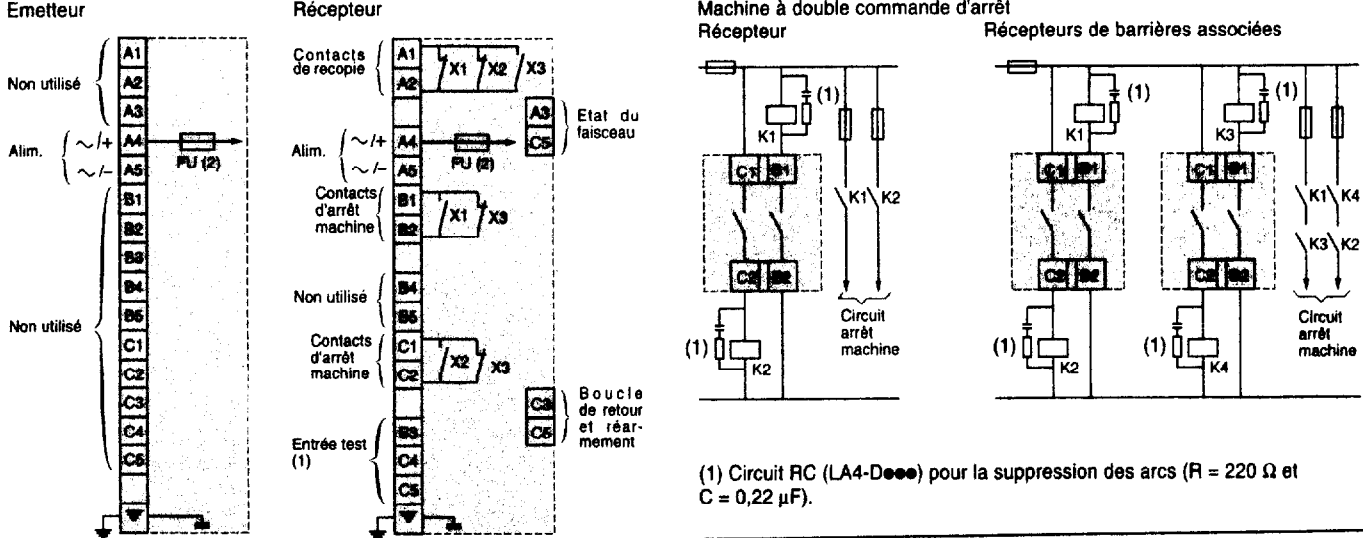 Emetteur
Non utilisé
Alim.
~/+
~/–
Non utilisé
A1
A2
A3
A4
A5
B1
B2
B3
B4
B5
C1
C2
C3
C4
C5
FU (2)
Récepteur
Contacts
de recopie
Alim.
~/+
~/–
Contacts
d'arrêt
machine
Non utilisé
Contacts
d'arrêt
machine
Entrée test
(1)
A1
A2
A4
A5
B1
B2
B4
B5
C1
C2
B3
C4
C5
X1 X2 X3
FU (2)
X1 X3
X2 X3
A3
C5
Etat du
faisceau
C3
C5
Boucle
de retour
et réar-
mement
Machine à double commande d'arrêt
Récepteur
(1)
K1
C1 B1
K1 K2
C2 B2
(1)
K2
Circuit
arrêt
machine
Récepteurs de barrières associées
(1)
K1
(1)
K3
C1 B1
C1 B1
K1 K4
K3 K2
C2 B2
C2 B2
(1)
K2
(1)
K4
Circuit
arrêt
machine
(1) Circuit RC (LA4-D●●●) pour la suppression des arcs (R = 220 Ω et
C = 0,22 µF).